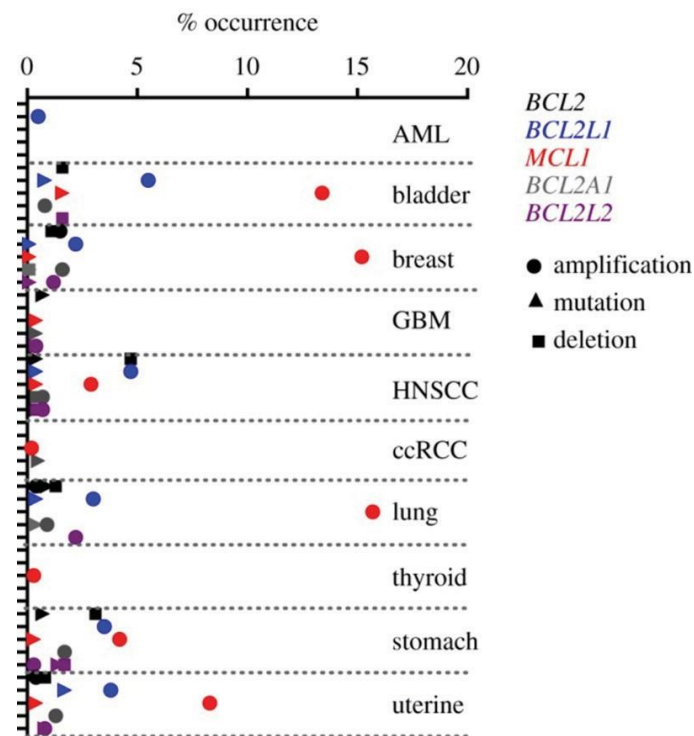 % occurrence
0 5 10 15 20
AML
bladder
breast
GBM
HNSCC
ccRCC
lung
thyroid
stomach
uterine
BCL2
BCL2L1
MCL1
BCL2A1
BCL2L2
amplification
mutation
deletion